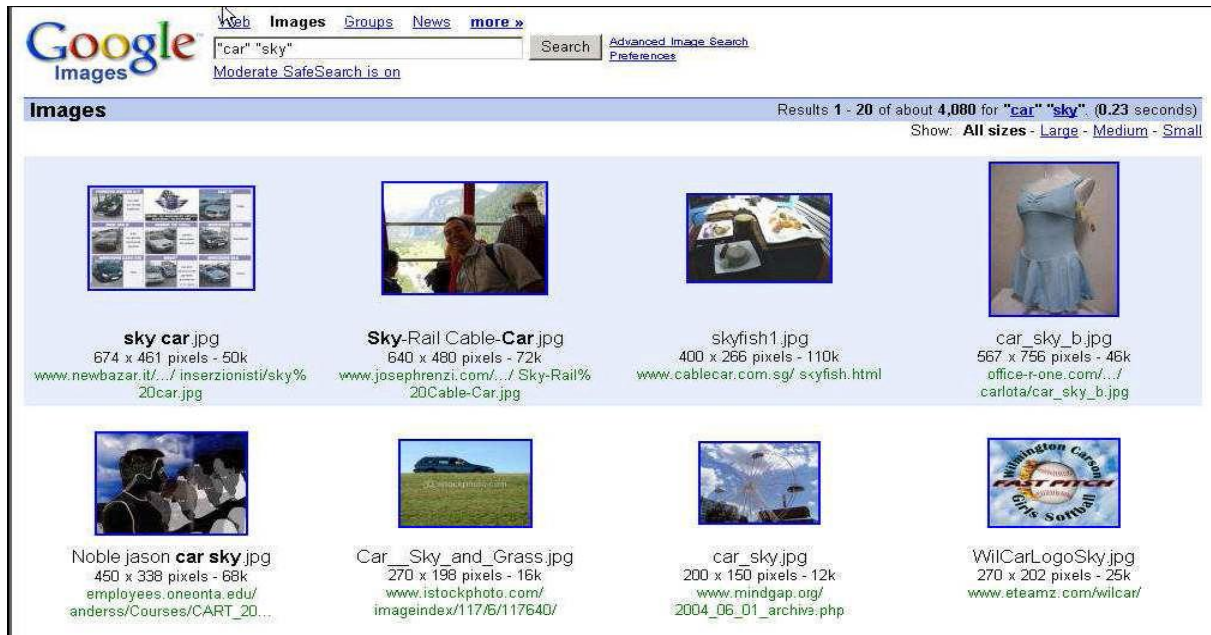 Web Images Groups News more »
Google™
Images
"car" "sky"
Search
Advanced Image Search
Preferences
Moderate SafeSearch is on
Images
Results 1 - 20 of about 4,080 for "car" "sky". (0.23 seconds)
Show: All sizes - Large - Medium - Small
sky car.jpg
674 x 461 pixels - 50k
www.newbazar.it/.../ inserzionisti/sky%
20car.jpg
Sky-Rail Cable-Car.jpg
640 x 480 pixels - 72k
www.josephrenzi.com/.../ Sky-Rail%
20Cable-Car.jpg
skyfish1.jpg
400 x 266 pixels - 110k
www.cablecar.com.sg/ skyfish.html
car_sky_b.jpg
567 x 756 pixels - 46k
office-r-one.com/.../
carlota/car_sky_b.jpg
Noble jason car sky.jpg
450 x 338 pixels - 68k
employees.oneonta.edu/
anderss/Courses/CART_20...
istockphoto.com
Car__Sky_and_Grass.jpg
270 x 198 pixels - 16k
www.istockphoto.com/
imageindex/117/6/117640/
car_sky.jpg
200 x 150 pixels - 12k
www.mindgap.org/
2004_06_01_archive.php
Wilmington Carson
FAST PITCH
Girls Softball
WilCarLogoSky.jpg
270 x 202 pixels - 25k
www.eteamz.com/wilcar/